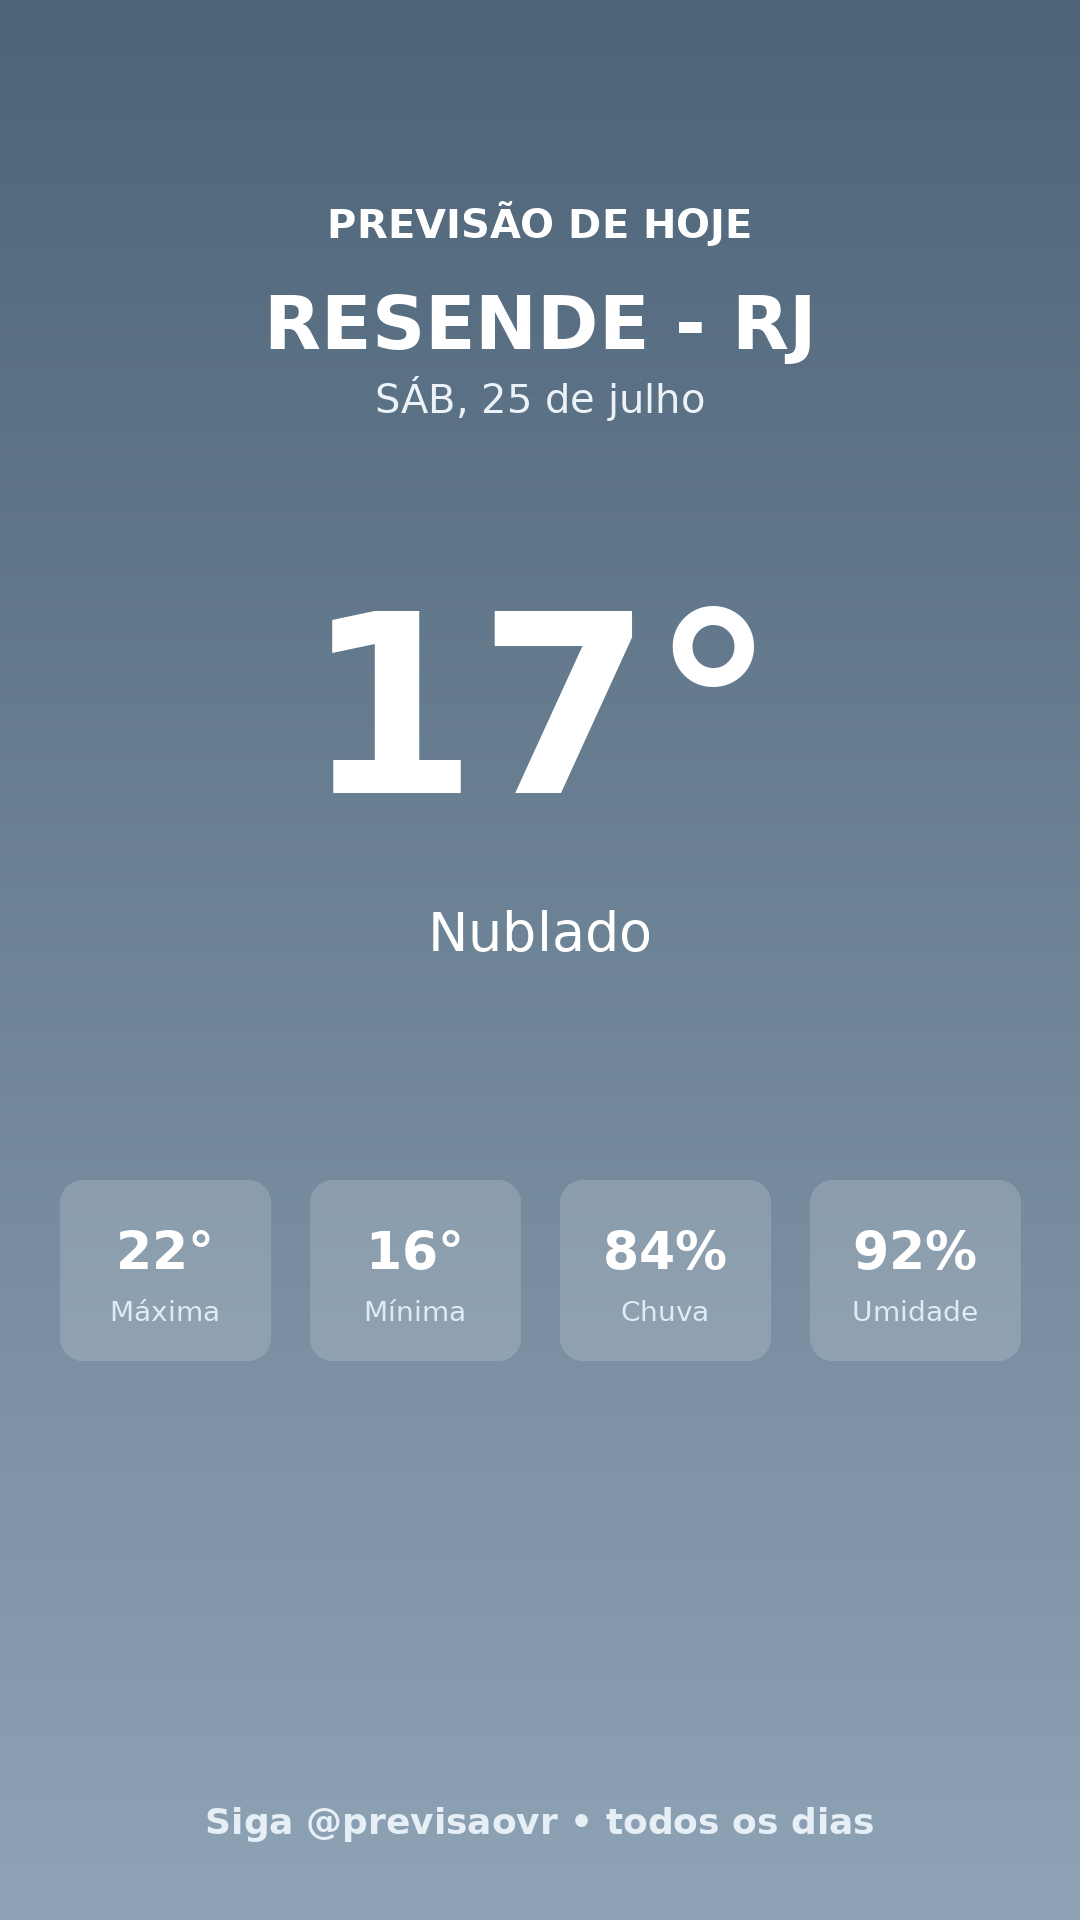 PREVISÃO DE HOJE
RESENDE - RJ
SÁB, 25 de julho
17°
Nublado
22° 16° 84% 92%
Máxima Mínima Chuva Umidade
Siga @previsaovr • todos os dias